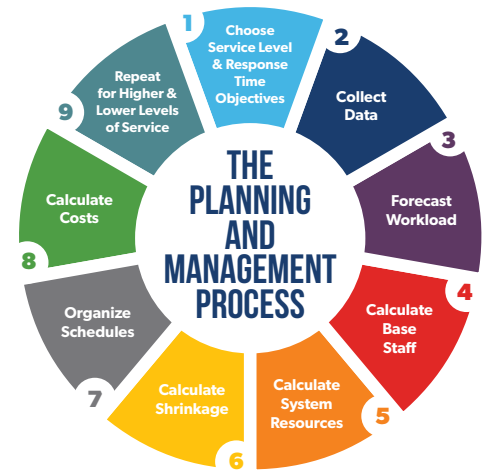 1
Choose
Service Level
& Response
Time
Objectives
2
Collect
Data
3
Forecast
Workload
4
Calculate
Base
Staff
5
Calculate
System
Resources
6
Calculate
Shrinkage
7
Organize
Schedules
8
Calculate
Costs
9
Repeat
for Higher &
Lower Levels
of Service
THE
PLANNING
AND
MANAGEMENT
PROCESS